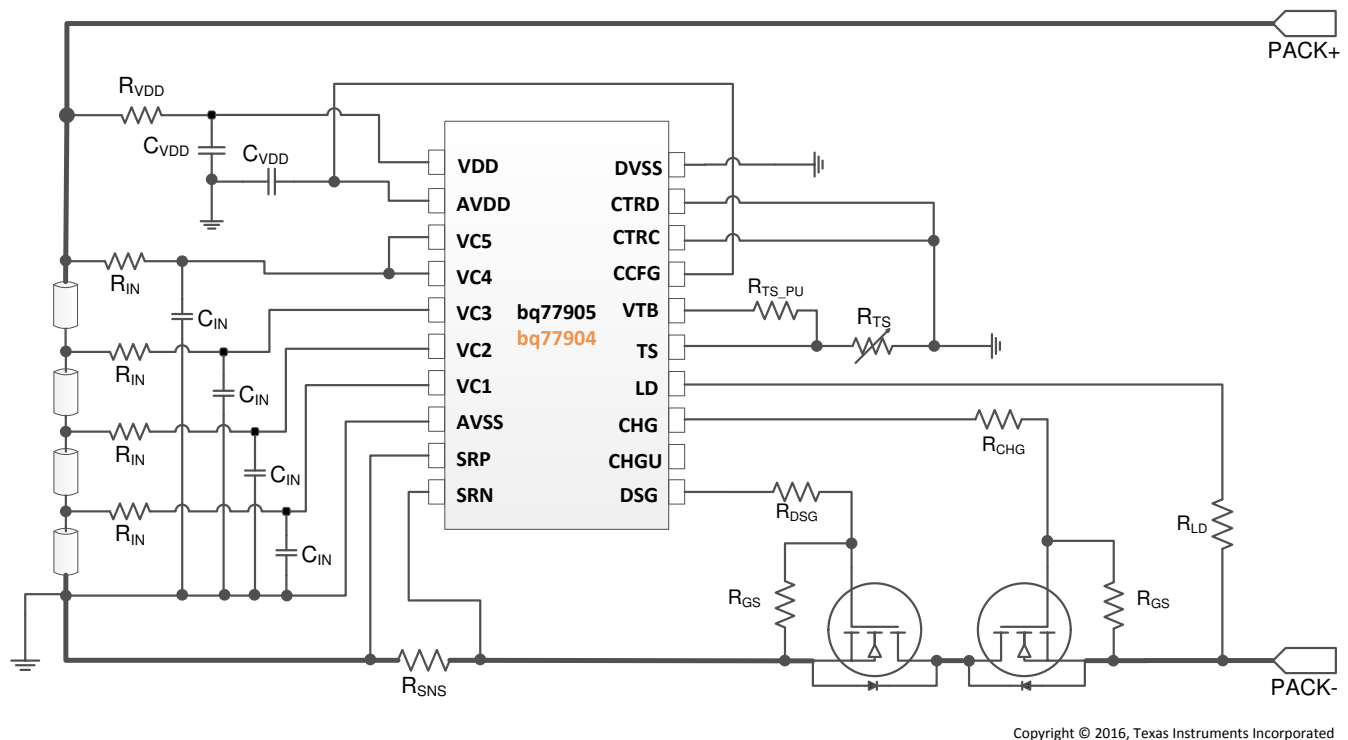 PACK+
RVDD
CVDD
CVDD
VDD
AVDD
VC5
VC4
VC3
VC2
VC1
AVSS
SRP
SRN
bq77905
bq77904
DVSS
CTRD
CTRC
CCFG
VTB
TS
LD
CHG
CHGU
DSG
RIN
CIN
RIN
CIN
RIN
CIN
RIN
CIN
RTS_PU
RTS
RCHG
RDSG
RLD
RGS
RGS
RSNS
PACK-
Copyright © 2016, Texas Instruments Incorporated